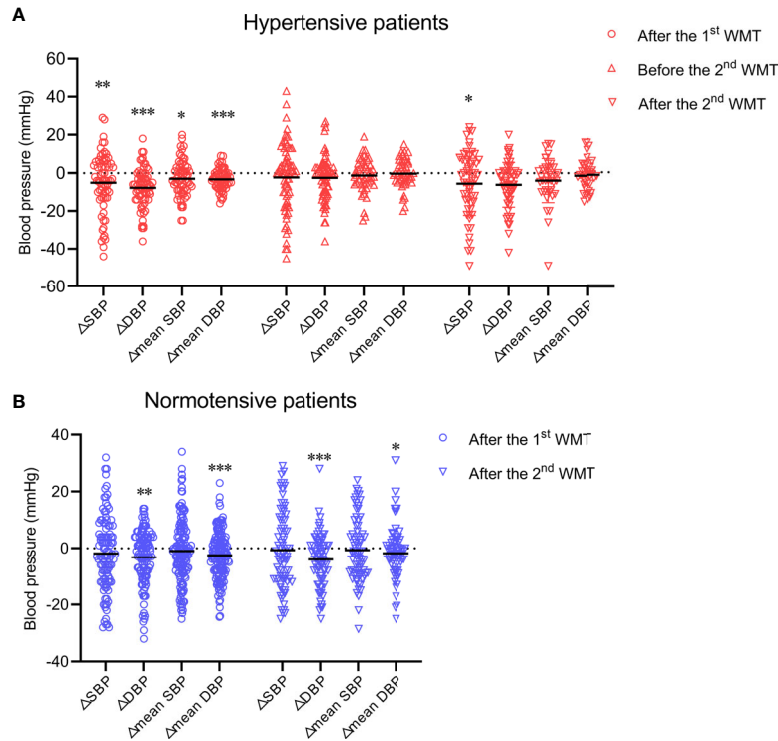 A
Hypertensive patients
After the 1st WMT
Before the 2nd WMT
After the 2nd WMT
Blood pressure (mmHg)
60
40
20
0
-20
-40
-60
** *** * *** *
ΔSBP
ΔDBP
Δmean SBP
Δmean DBP
ΔSBP
ΔDBP
Δmean SBP
Δmean DBP
ΔSBP
ΔDBP
Δmean SBP
Δmean DBP
B
Normotensive patients
After the 1st WMT
After the 2nd WMT
Blood pressure (mmHg)
40
20
0
-20
-40
** *** *** *
ΔSBP
ΔDBP
Δmean SBP
Δmean DBP
ΔSBP
ΔDBP
Δmean SBP
Δmean DBP